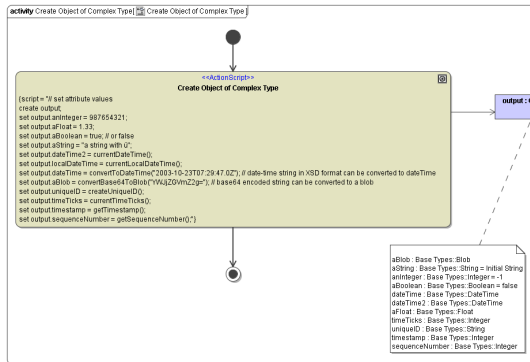 activity Create Object of Complex Type[ Create Object of Complex Type ]
<<ActionScript>>
Create Object of Complex Type
{script = "// set attribute values
create output;
set output.anInteger = 987654321;
set output.aFloat = 1.33;
set output.aBoolean = true; // or false
set output.aString = "a string with ü";
set output.dateTime2 = currentDateTime();
set output.localDateTime = currentLocalDateTime();
set output.dateTime = convertToDateTime("2003-10-23T07:29:47.0Z"); // date-time string in XSD format can be converted to dateTime
set output.aBlob = convertBase64ToBlob("YWJjZGVmZ2g="); // base64 encoded string can be converted to a blob
set output.uniqueID = createUniqueID();
set output.timeTicks = currentTimeTicks();
set output.timestamp = getTimestamp();
set output.sequenceNumber = getSequenceNumber();"}
output :
aBlob : Base Types::Blob
aString : Base Types::String = Initial String
anInteger : Base Types::Integer = -1
aBoolean : Base Types::Boolean = false
dateTime : Base Types::DateTime
dateTime2 : Base Types::DateTime
aFloat : Base Types::Float
timeTicks : Base Types::Integer
uniqueID : Base Types::String
timestamp : Base Types::Integer
sequenceNumber : Base Types::Integer